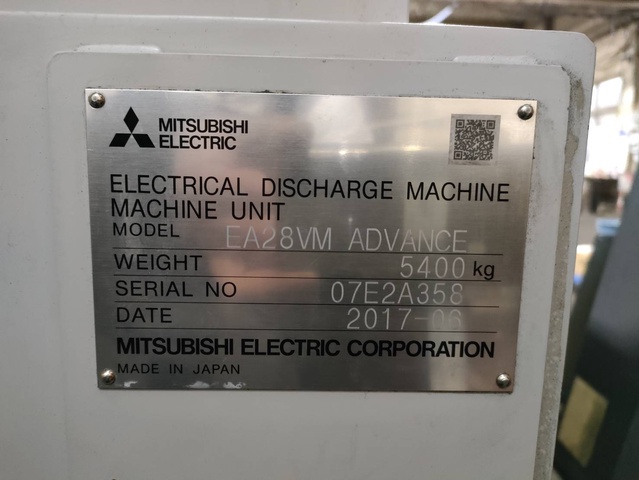 MITSUBISHI
ELECTRIC
ELECTRICAL DISCHARGE MACHINE
MACHINE UNIT
MODEL EA28VM ADVANCE
WEIGHT 5400 kg
SERIAL NO 07E2A358
DATE 2017-06
MITSUBISHI ELECTRIC CORPORATION
MADE IN JAPAN